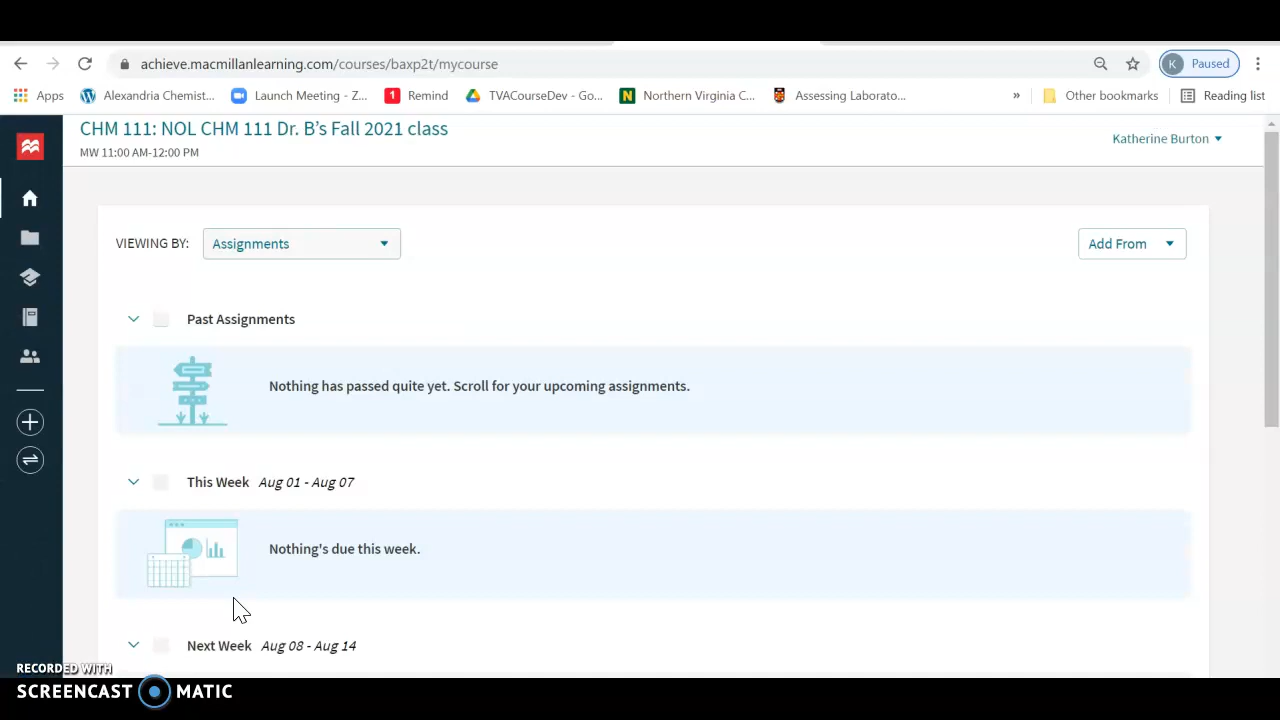 achieve.macmillanlearning.com/courses/baxp2t/mycourse
K Paused
Apps Alexandria Chemist... Launch Meeting - Z... 1 Remind TVACourseDev - Go... N Northern Virginia C... Assessing Laborato... » Other bookmarks Reading list
CHM 111: NOL CHM 111 Dr. B’s Fall 2021 class
MW 11:00 AM-12:00 PM
Katherine Burton
VIEWING BY: Assignments Add From
Past Assignments
Nothing has passed quite yet. Scroll for your upcoming assignments.
This Week Aug 01 - Aug 07
Nothing's due this week.
Next Week Aug 08 - Aug 14
RECORDED WITH
SCREENCAST MATIC